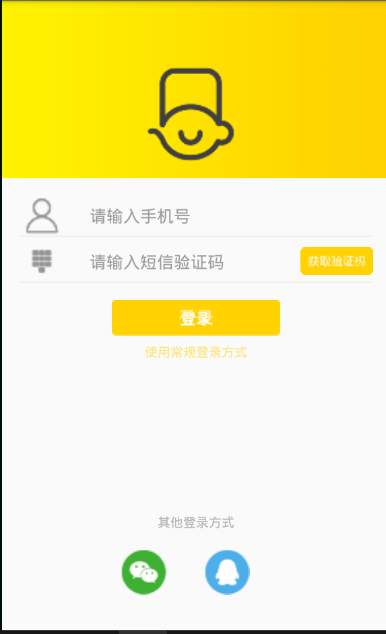 请输入手机号
请输入短信验证码
获取验证码
登录
使用常规登录方式
其他登录方式